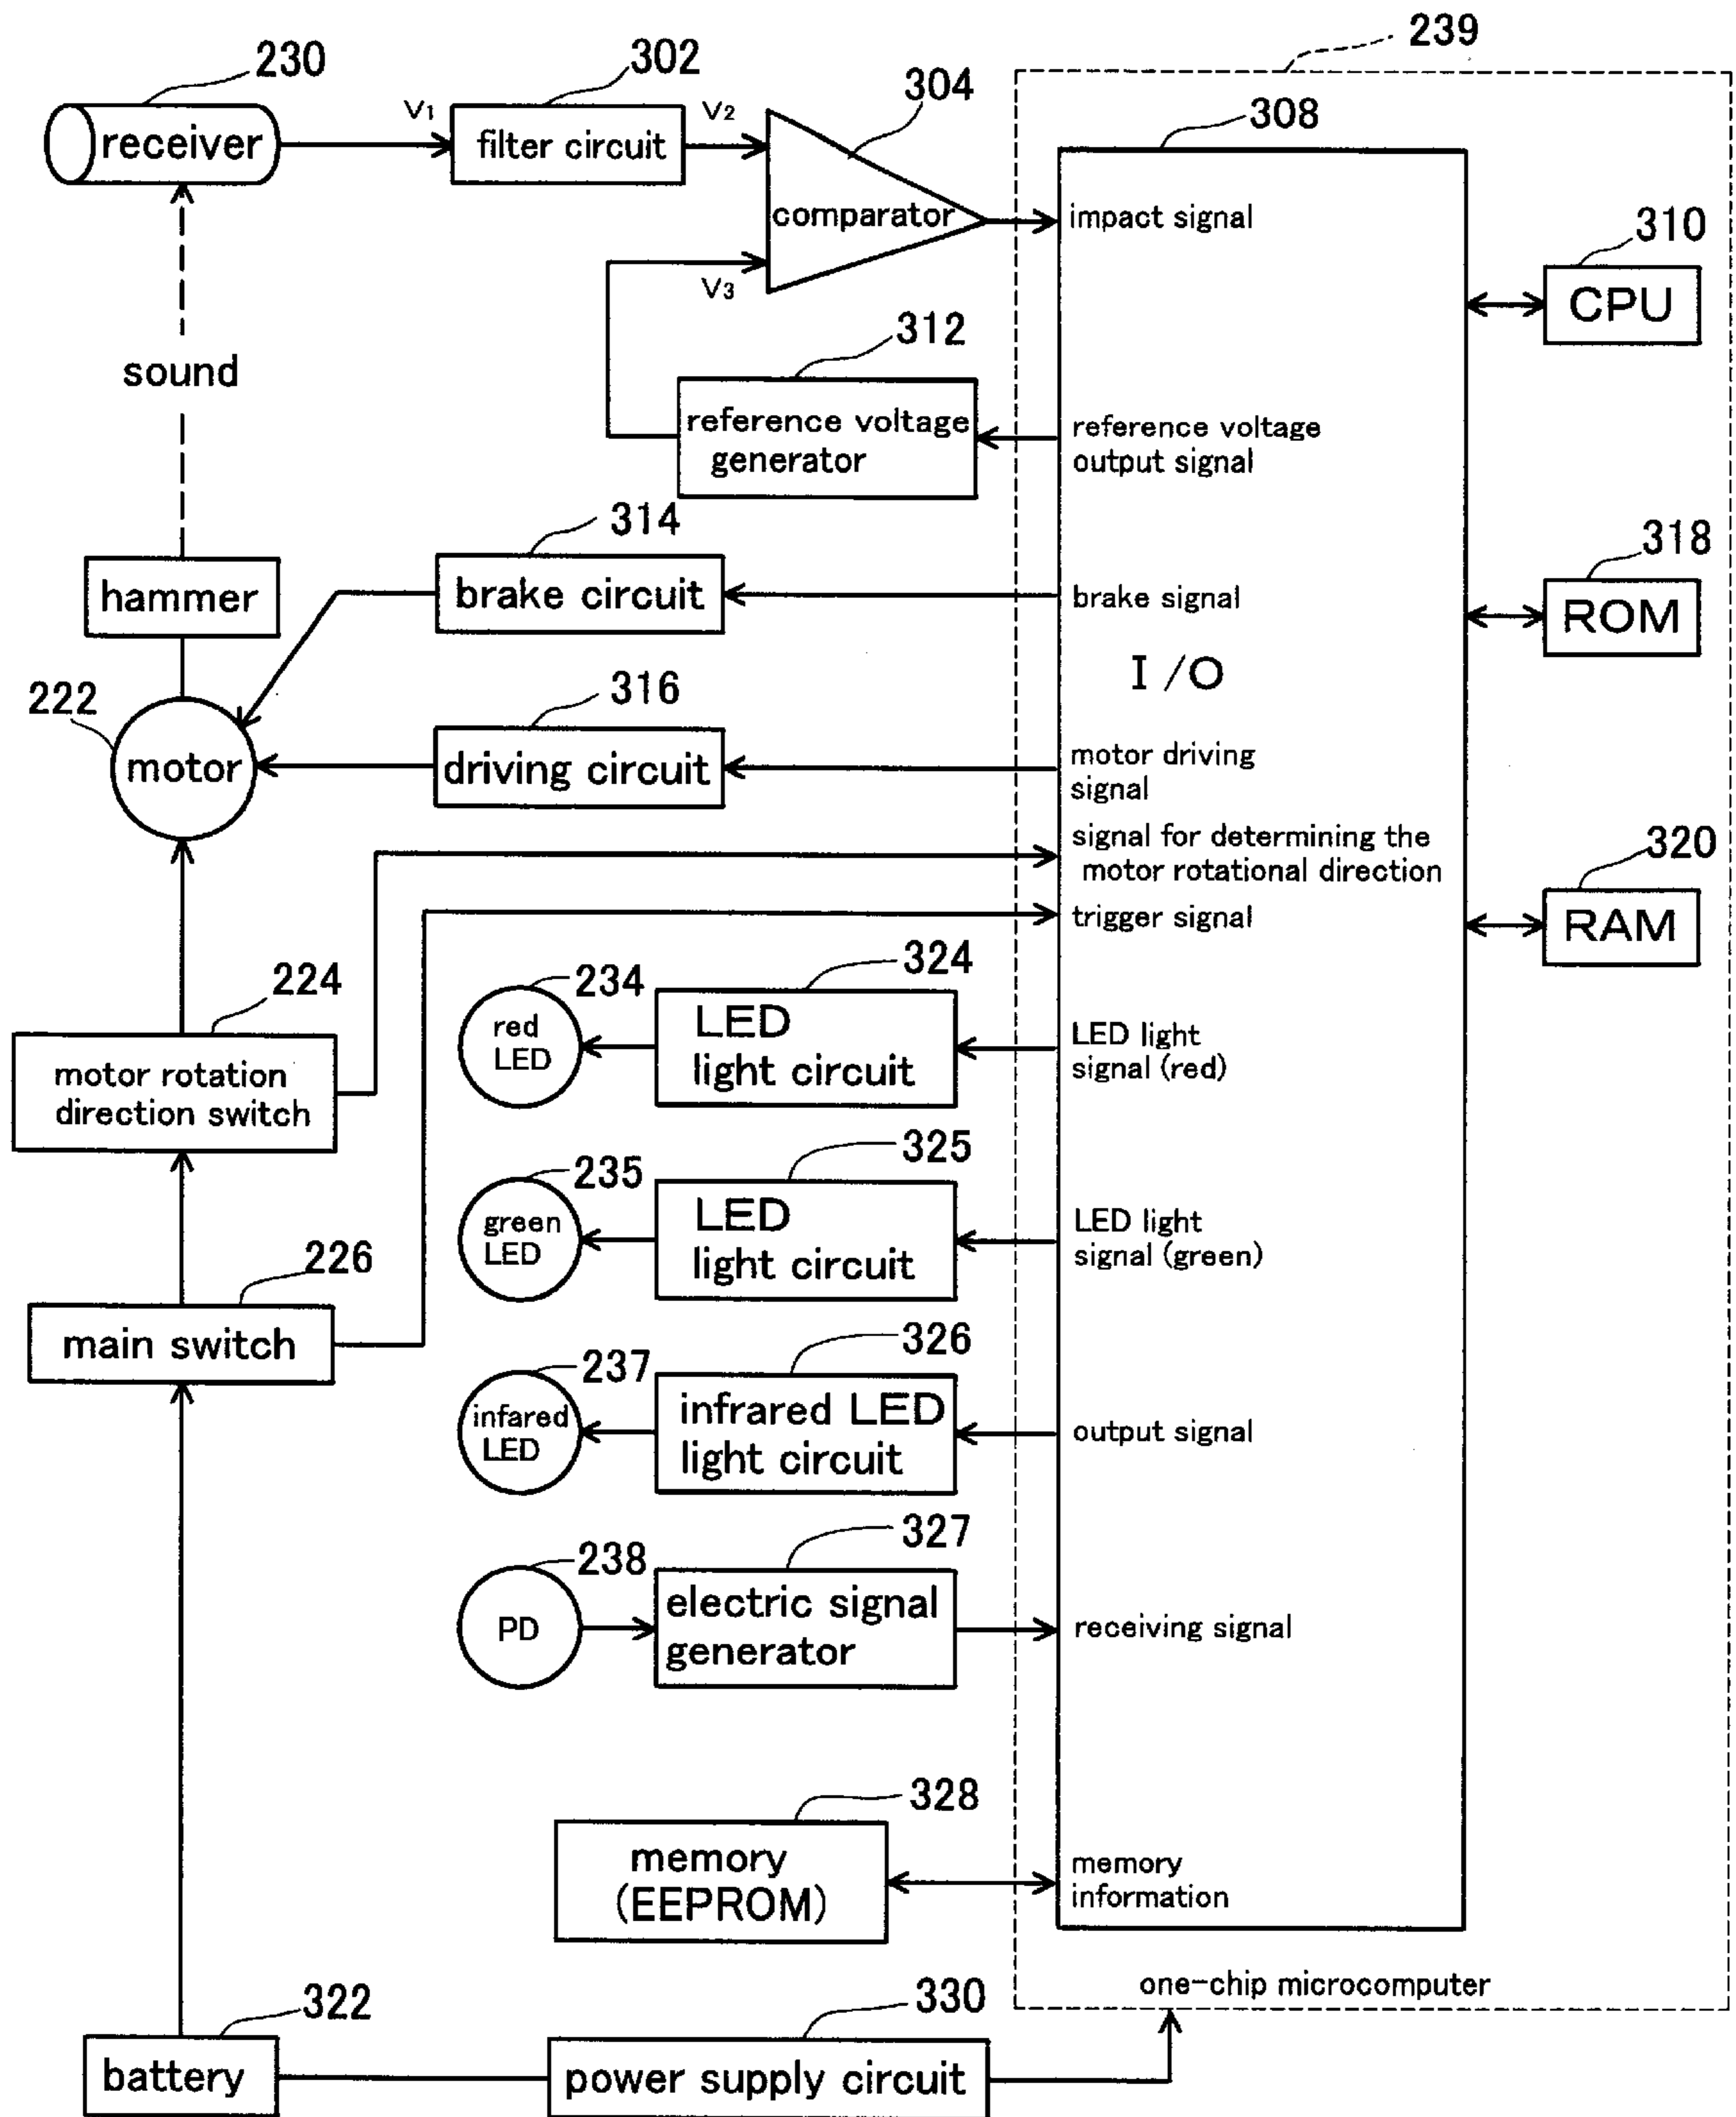 239
230
302
304
308
receiver
V1
filter circuit
V2
comparator
impact signal
310
CPU
V3
312
sound
reference voltage
generator
reference voltage
output signal
314
318
hammer
brake circuit
brake signal
ROM
I/O
222
316
motor
driving circuit
motor driving
signal
signal for determining the
motor rotational direction
320
trigger signal
RAM
224
234
324
red
LED
LED
light circuit
LED light
signal (red)
motor rotation
direction switch
235
325
green
LED
LED
light circuit
LED light
signal (green)
226
main switch
237
326
infared
LED
infrared LED
light circuit
output signal
238
327
PD
electric signal
generator
receiving signal
328
memory
(EEPROM)
memory
information
one-chip microcomputer
322
330
battery
power supply circuit